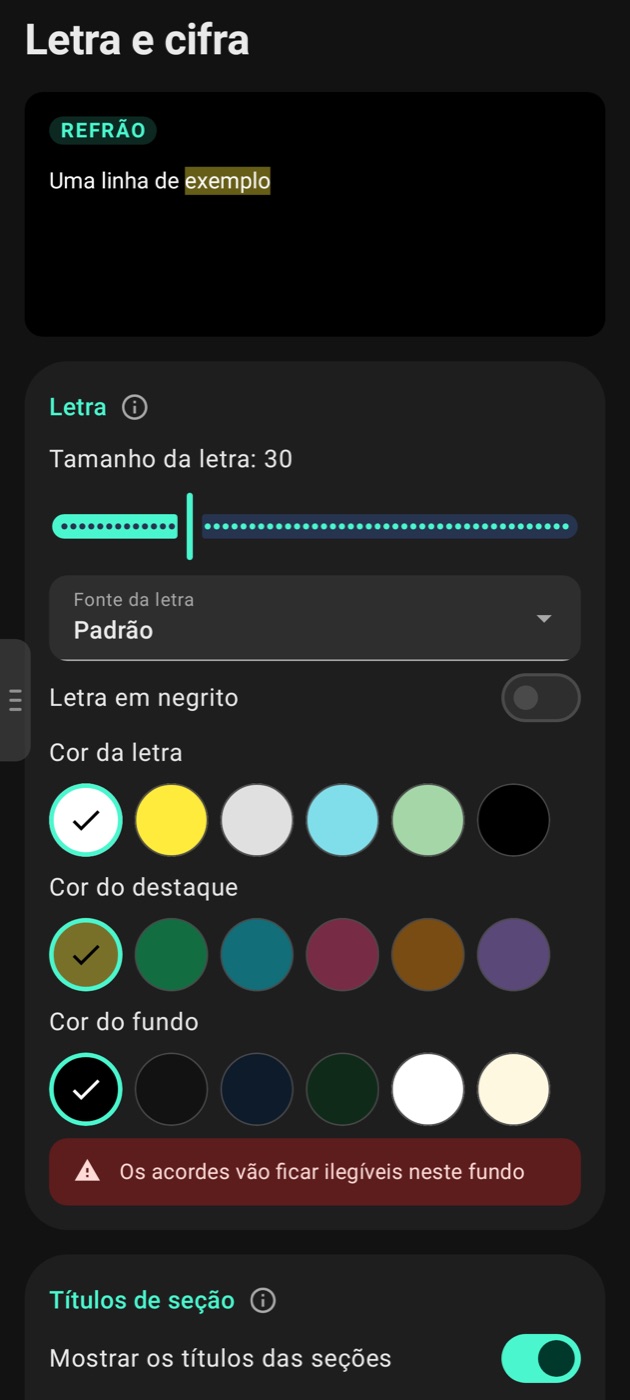 Letra e cifra
REFRÃO
Uma linha de exemplo
Letra
Tamanho da letra: 30
Fonte da letra
Padrão
Letra em negrito
Cor da letra
Cor do destaque
Cor do fundo
Os acordes vão ficar ilegíveis neste fundo
Títulos de seção
Mostrar os títulos das seções